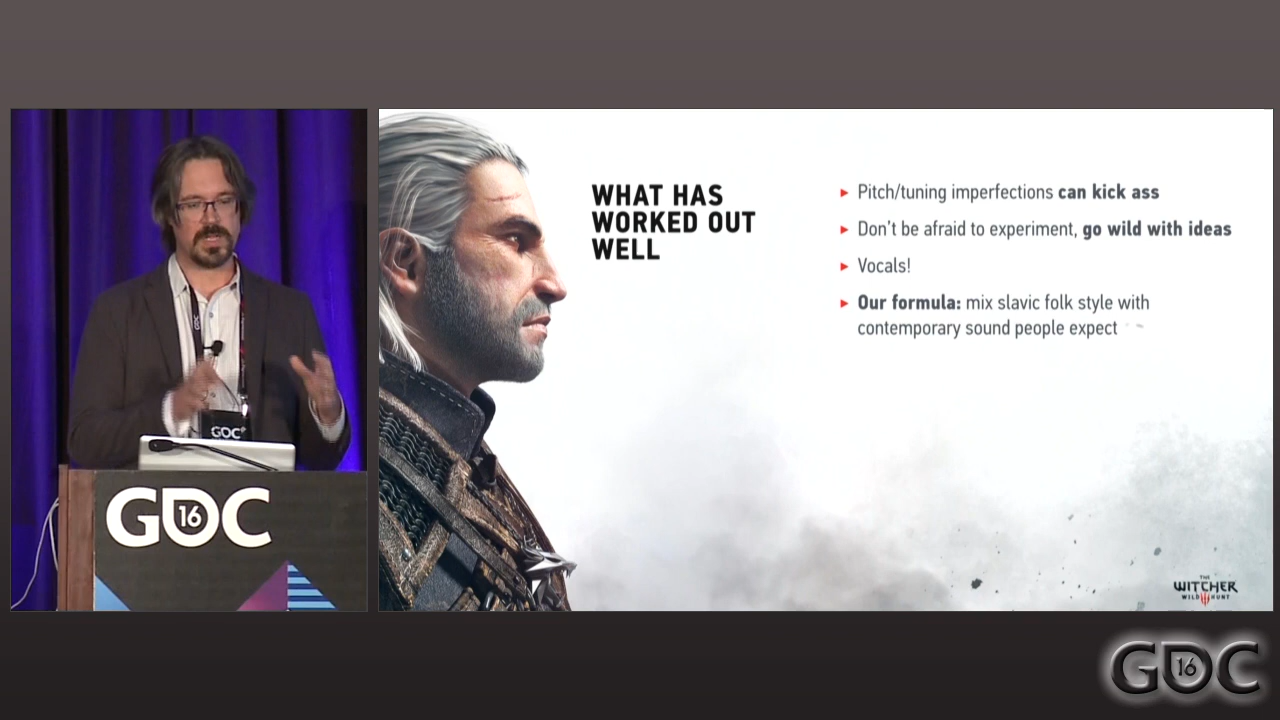 WHAT HAS
WORKED OUT
WELL
▸ Pitch/tuning imperfections can kick ass
▸ Don't be afraid to experiment, go wild with ideas
▸ Vocals!
▸ Our formula: mix slavic folk style with
contemporary sound people expect
GDC
GDC
GDC 16
THE
WITCHER
WILD HUNT
GDC 16